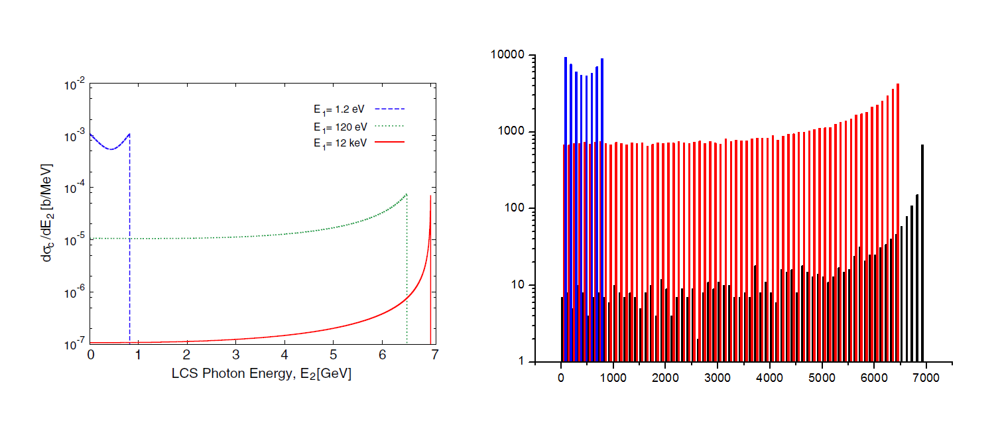 10-2
10-3
10-4
10-5
10-6
10-7
dσc/dE2 [b/MeV]
E1= 1.2 eV
E1= 120 eV
E1= 12 keV
0 1 2 3 4 5 6 7
LCS Photon Energy, E2[GeV]
10000
1000
100
10
1
0 1000 2000 3000 4000 5000 6000 7000